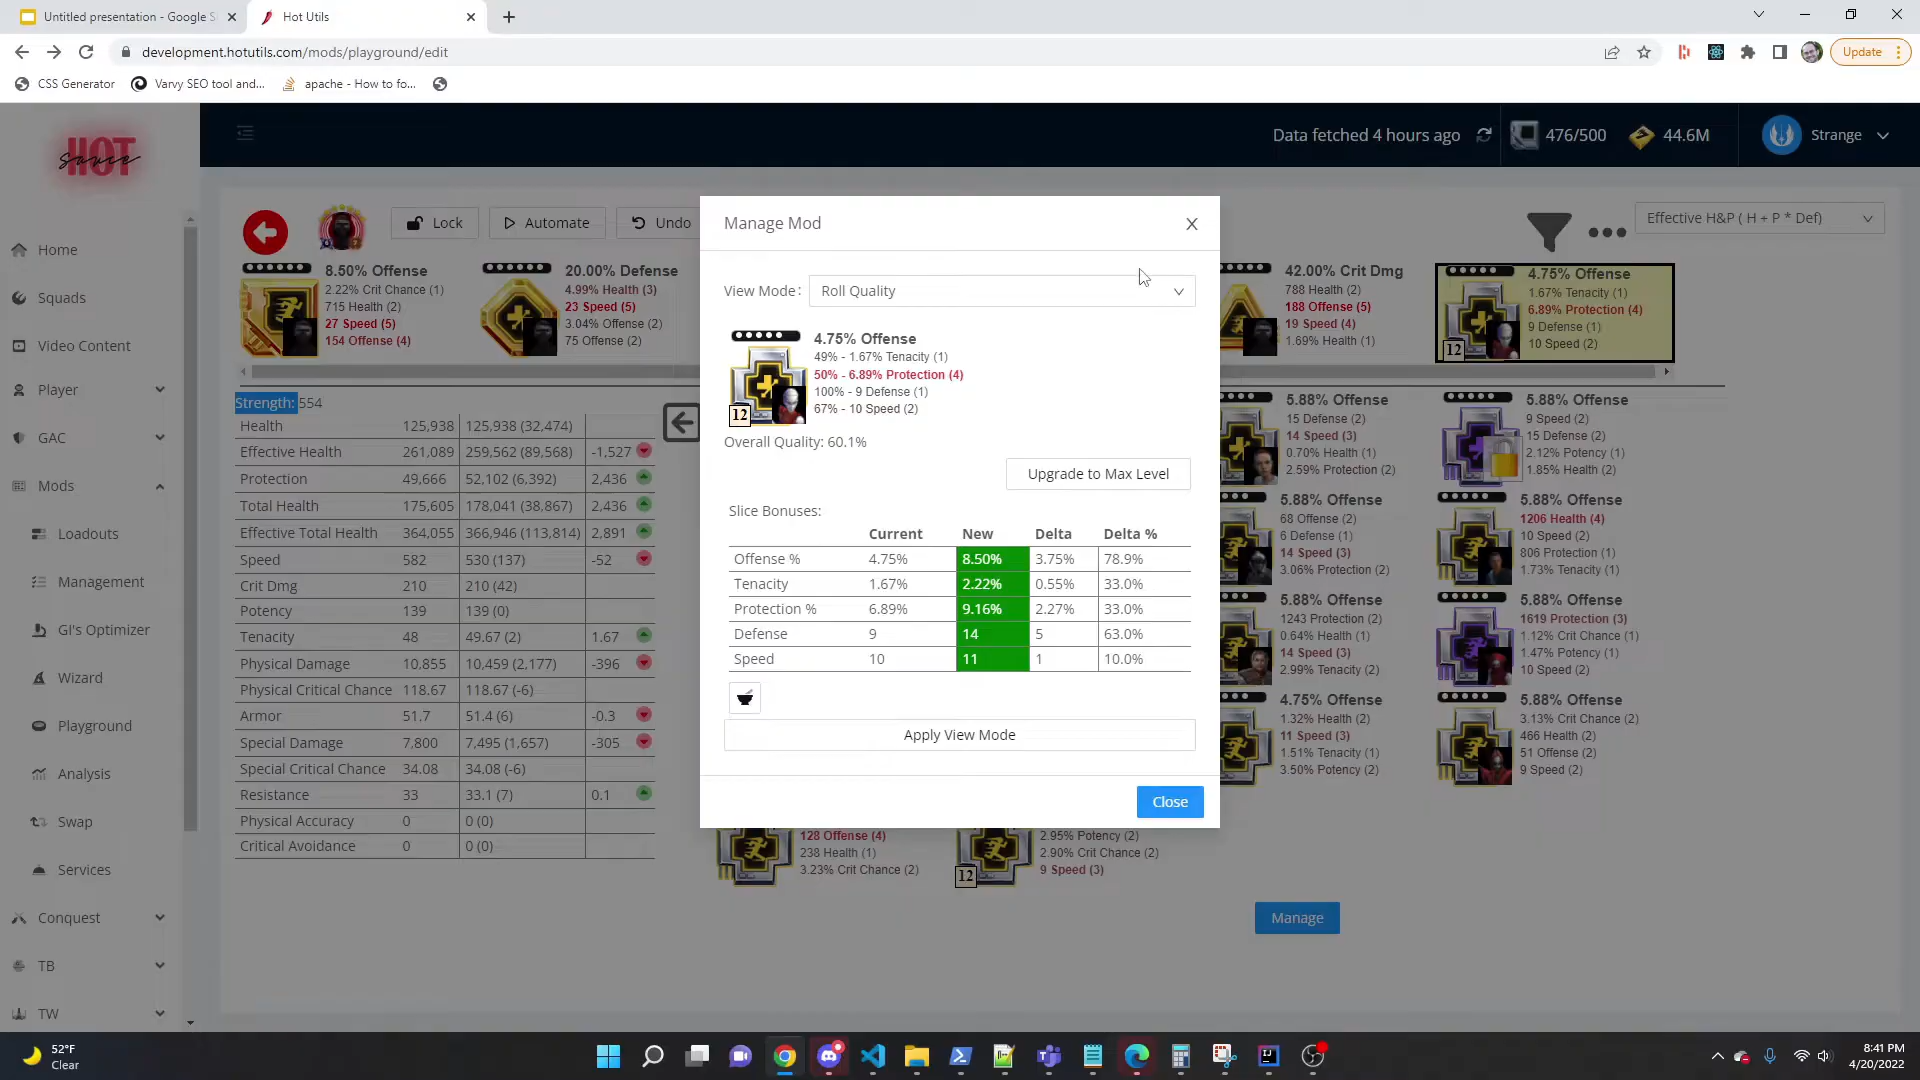 Untitled presentation - Google S
Hot Utils
development.hotutils.com/mods/playground/edit
Update
CSS Generator
Varvy SEO tool and...
apache - How to fo...
HOT
sauce
Data fetched 4 hours ago
476/500
44.6M
Strange
Home
Squads
Video Content
Player
GAC
Mods
Loadouts
Management
GI's Optimizer
Wizard
Playground
Analysis
Swap
Services
Conquest
TB
TW
Lock
Automate
Undo
Effective H&P ( H + P * Def)
8.50% Offense
2.22% Crit Chance (1)
715 Health (2)
27 Speed (5)
154 Offense (4)
20.00% Defense
4.99% Health (3)
23 Speed (5)
3.04% Offense (2)
75 Offense (2)
42.00% Crit Dmg
788 Health (2)
188 Offense (5)
19 Speed (4)
1.69% Health (1)
4.75% Offense
1.67% Tenacity (1)
6.89% Protection (4)
9 Defense (1)
10 Speed (2)
12
Strength: 554
Health 125,938 125,938 (32,474)
Effective Health 261,089 259,562 (89,568) -1,527
Protection 49,666 52,102 (6,392) 2,436
Total Health 175,605 178,041 (38,867) 2,436
Effective Total Health 364,055 366,946 (113,814) 2,891
Speed 582 530 (137) -52
Crit Dmg 210 210 (42)
Potency 139 139 (0)
Tenacity 48 49.67 (2) 1.67
Physical Damage 10,855 10,459 (2,177) -396
Physical Critical Chance 118.67 118.67 (-6)
Armor 51.7 51.4 (6) -0.3
Special Damage 7,800 7,495 (1,657) -305
Special Critical Chance 34.08 34.08 (-6)
Resistance 33 33.1 (7) 0.1
Physical Accuracy 0 0 (0)
Critical Avoidance 0 0 (0)
Manage Mod
View Mode:
Roll Quality
4.75% Offense
49% - 1.67% Tenacity (1)
50% - 6.89% Protection (4)
100% - 9 Defense (1)
67% - 10 Speed (2)
12
Overall Quality: 60.1%
Upgrade to Max Level
Slice Bonuses:
Current New Delta Delta %
Offense % 4.75% 8.50% 3.75% 78.9%
Tenacity 1.67% 2.22% 0.55% 33.0%
Protection % 6.89% 9.16% 2.27% 33.0%
Defense 9 14 5 63.0%
Speed 10 11 1 10.0%
Apply View Mode
Close
5.88% Offense
15 Defense (2)
14 Speed (3)
0.70% Health (1)
2.59% Protection (2)
5.88% Offense
9 Speed (2)
15 Defense (2)
2.12% Potency (1)
1.85% Health (2)
5.88% Offense
68 Offense (2)
6 Defense (1)
14 Speed (3)
3.06% Protection (2)
5.88% Offense
1206 Health (4)
10 Speed (2)
806 Protection (1)
1.73% Tenacity (1)
5.88% Offense
1243 Protection (2)
0.64% Health (1)
14 Speed (3)
2.99% Tenacity (2)
5.88% Offense
1619 Protection (3)
1.12% Crit Chance (1)
1.47% Potency (1)
10 Speed (2)
4.75% Offense
1.32% Health (2)
11 Speed (3)
1.51% Tenacity (1)
3.50% Potency (2)
5.88% Offense
3.13% Crit Chance (2)
466 Health (2)
51 Offense (2)
9 Speed (2)
128 Offense (4)
238 Health (1)
3.23% Crit Chance (2)
2.95% Potency (2)
2.90% Crit Chance (2)
9 Speed (3)
12
Manage
52°F
Clear
8:41 PM
4/20/2022